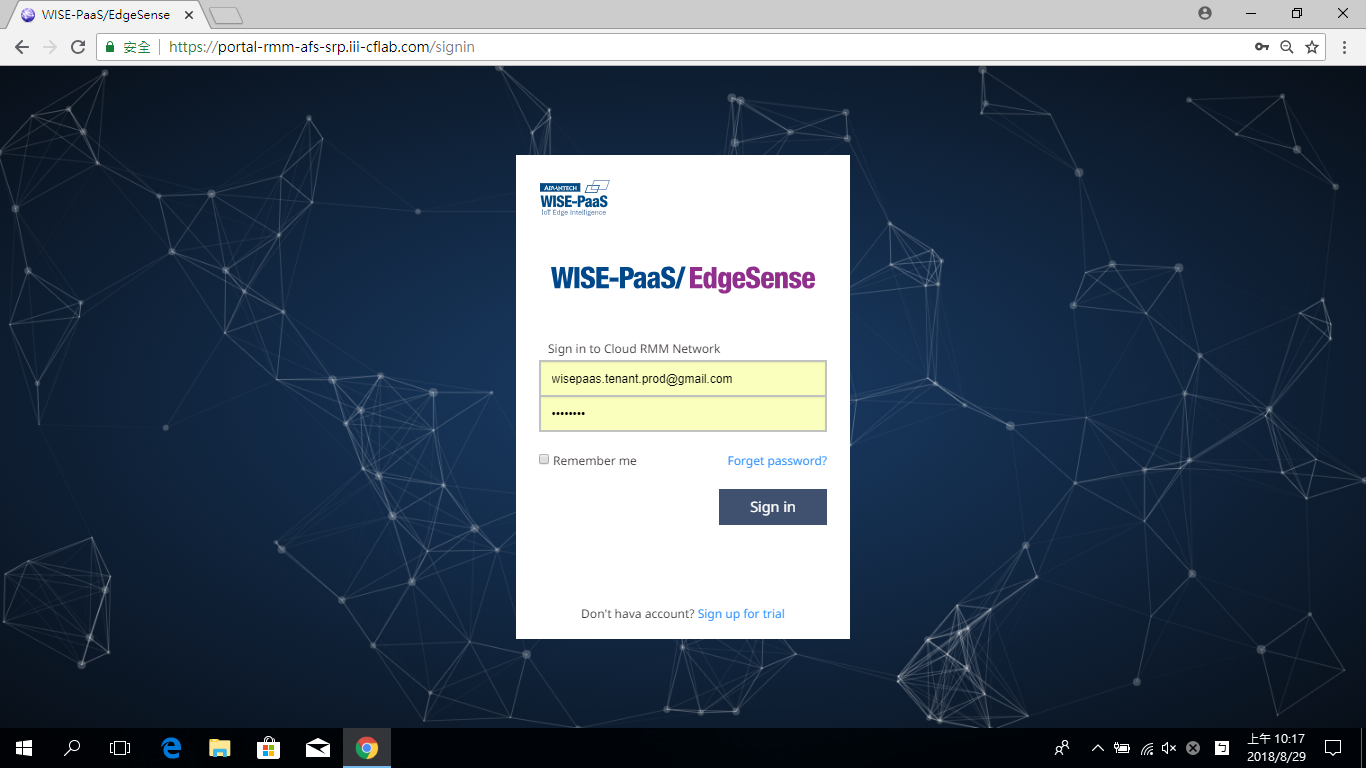 WISE-PaaS/EdgeSense
安全 https://portal-rmm-afs-srp.iii-cflab.com/signin
ADVANTECH
WISE-PaaS
IoT Edge Intelligence
WISE-PaaS/ EdgeSense
Sign in to Cloud RMM Network
wisepaas.tenant.prod@gmail.com
••••••••
Remember me Forget password?
Sign in
Don't hava account? Sign up for trial
上午 10:17
2018/8/29